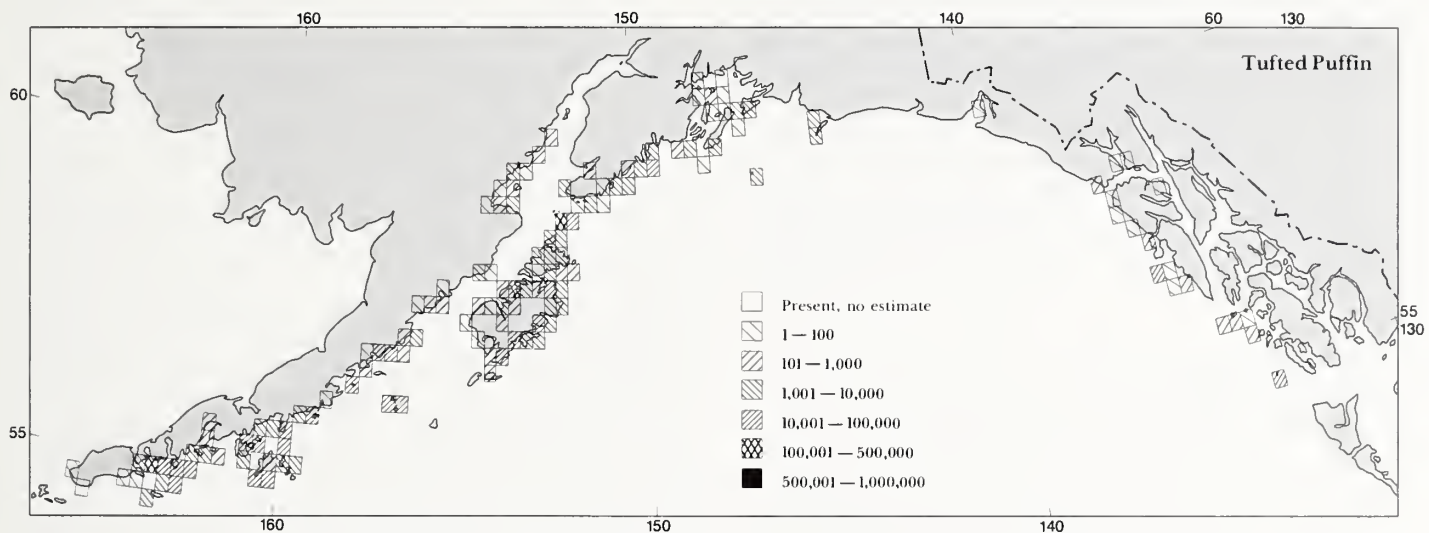 160 150 140 60 130
Tufted Puffin
60
Present, no estimate
1 — 100
101 — 1,000
1,001 — 10,000
10,001 — 100,000
100,001 — 500,000
500,001 — 1,000,000
55
130
55
160 150 140